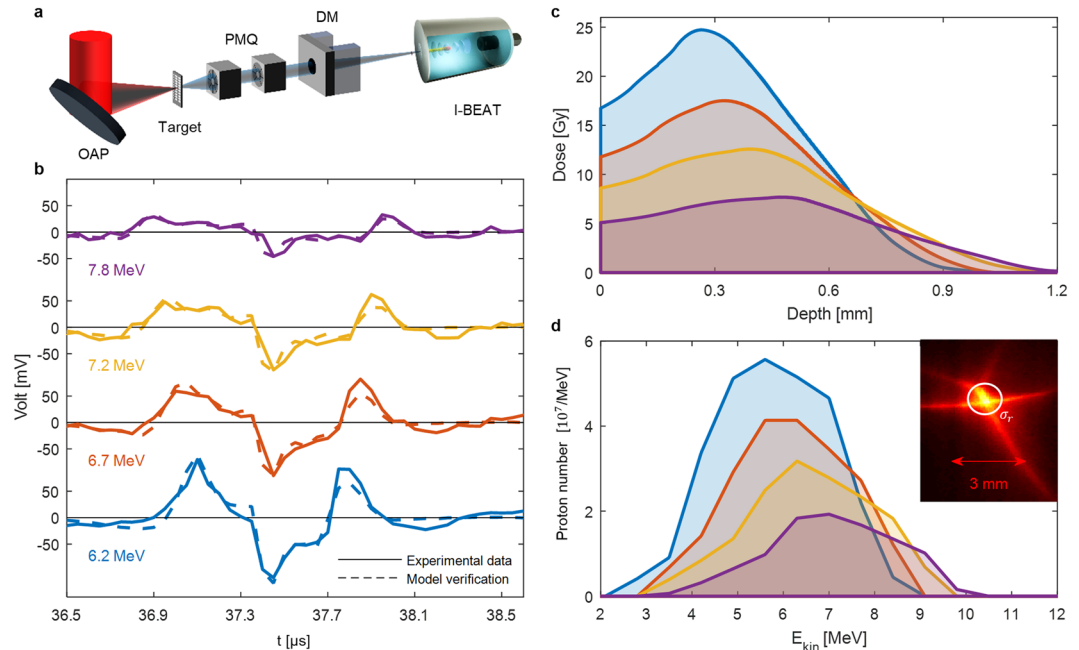 a
OAP
Target
PMQ
DM
I-BEAT
b
Volt [mV]
50
0
-50
7.8 MeV
50
0
-50
7.2 MeV
50
0
-50
6.7 MeV
50
0
-50
6.2 MeV
Experimental data
Model verification
36.5 36.9 37.3 37.7 38.1 38.5
t [µs]
c
Dose [Gy]
25
20
15
10
5
0
0 0.3 0.6 0.9 1.2
Depth [mm]
d
Proton number [10⁷/MeV]
6
4
2
0
σr
3 mm
2 3 4 5 6 7 8 9 10 11 12
E_kin [MeV]